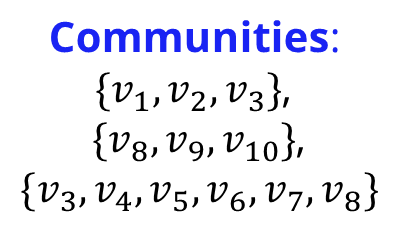 Communities:
{v₁, v₂, v₃},
{v₈, v₉, v₁₀},
{v₃, v₄, v₅, v₆, v₇, v₈}